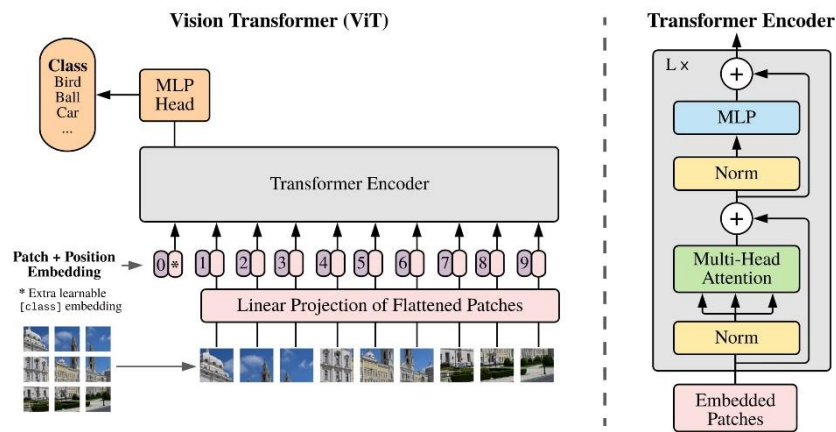 Vision Transformer (ViT)
Class
Bird
Ball
Car
...
MLP
Head
Transformer Encoder
Patch + Position
Embedding
0 * 1 2 3 4 5 6 7 8 9
* Extra learnable
[class] embedding
Linear Projection of Flattened Patches
Transformer Encoder
L ×
+
MLP
Norm
+
Multi-Head
Attention
Norm
Embedded
Patches